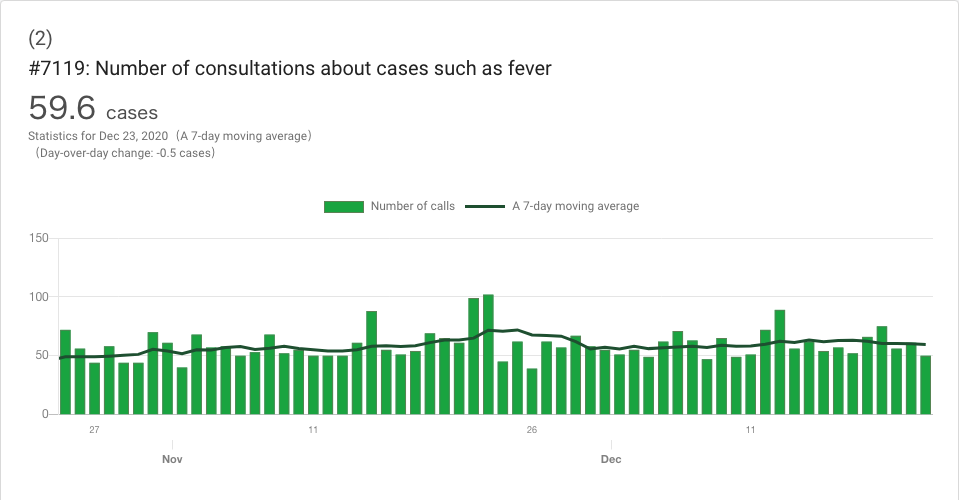 (2)
#7119: Number of consultations about cases such as fever
59.6 cases
Statistics for Dec 23, 2020（A 7-day moving average）
（Day-over-day change: -0.5 cases）
Number of calls A 7-day moving average
150
100
50
0
27 11 26 11
Nov Dec